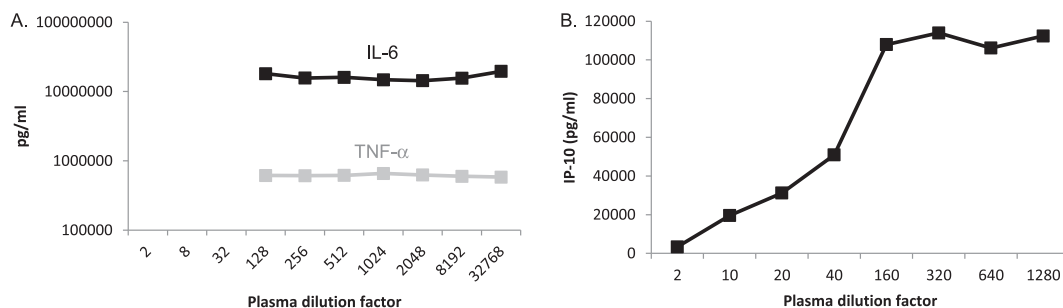 A.
100000000
10000000
1000000
100000
pg/ml
IL-6
TNF-α
2 8 32 128 256 512 1024 2048 8192 32768
Plasma dilution factor
B.
120000
100000
80000
60000
40000
20000
0
IP-10 (pg/ml)
2 10 20 40 160 320 640 1280
Plasma dilution factor